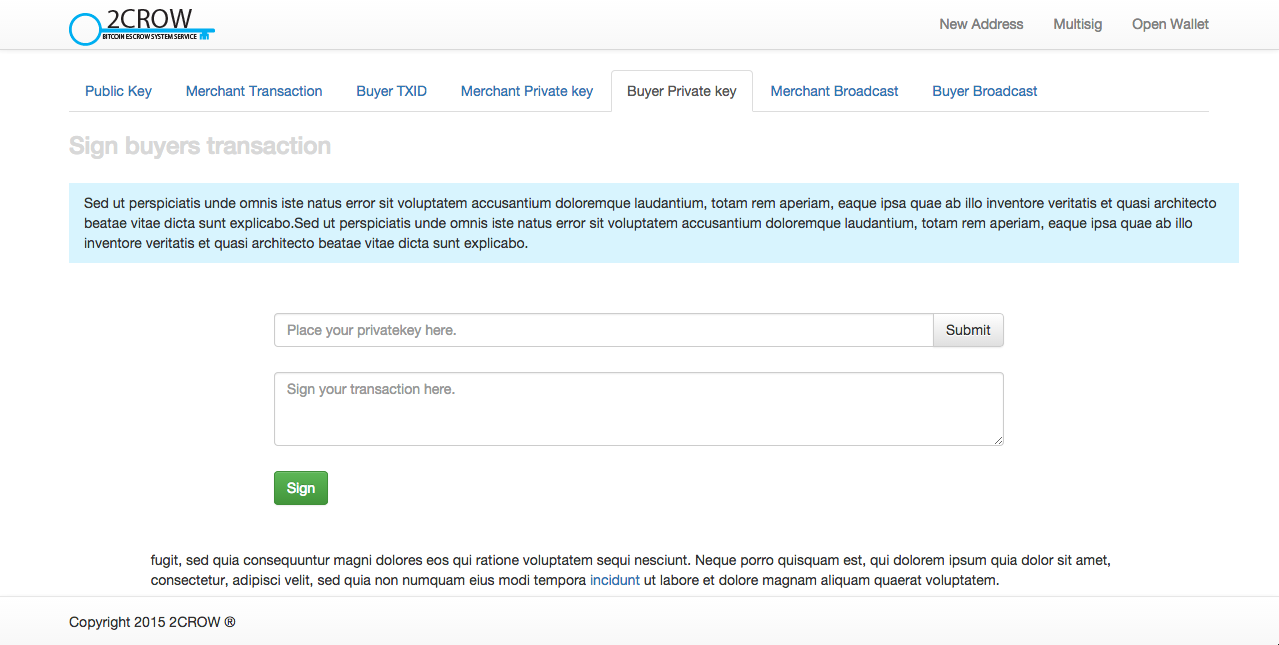 2CROW
BITCOIN ESCROW SYSTEM SERVICE
New Address Multisig Open Wallet
Public Key Merchant Transaction Buyer TXID Merchant Private key Buyer Private key Merchant Broadcast Buyer Broadcast
Sign buyers transaction
Sed ut perspiciatis unde omnis iste natus error sit voluptatem accusantium doloremque laudantium, totam rem aperiam, eaque ipsa quae ab illo inventore veritatis et quasi architecto
beatae vitae dicta sunt explicabo.Sed ut perspiciatis unde omnis iste natus error sit voluptatem accusantium doloremque laudantium, totam rem aperiam, eaque ipsa quae ab illo
inventore veritatis et quasi architecto beatae vitae dicta sunt explicabo.
Place your privatekey here. Submit
Sign your transaction here.
Sign
fugit, sed quia consequuntur magni dolores eos qui ratione voluptatem sequi nesciunt. Neque porro quisquam est, qui dolorem ipsum quia dolor sit amet,
consectetur, adipisci velit, sed quia non numquam eius modi tempora incidunt ut labore et dolore magnam aliquam quaerat voluptatem.
Copyright 2015 2CROW ®